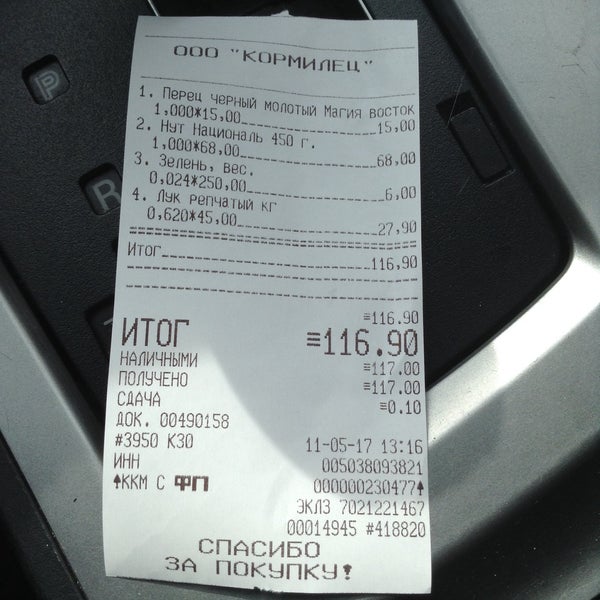 ООО "КОРМИЛЕЦ"
1. Перец черный молотый Магия восток
1,000*15,00 15,00
2. Нут Националь 450 г.
1,000*68,00 68,00
3. Зелень, вес.
0,024*250,00 6,00
4. Лук репчатый кг
0,620*45,00 27,90
Итог 116,90
≡116.90
ИТОГ ≡116.90
НАЛИЧНЫМИ ≡117.00
ПОЛУЧЕНО ≡117.00
СДАЧА ≡0.10
ДОК. 00490158
#3950 К30 11-05-17 13:16
ИНН 005038093821
ККМ С ФП 000000230477
ЭКЛЗ 7021221467
00014945 #418820
СПАСИБО
ЗА ПОКУПКУ!
P
R